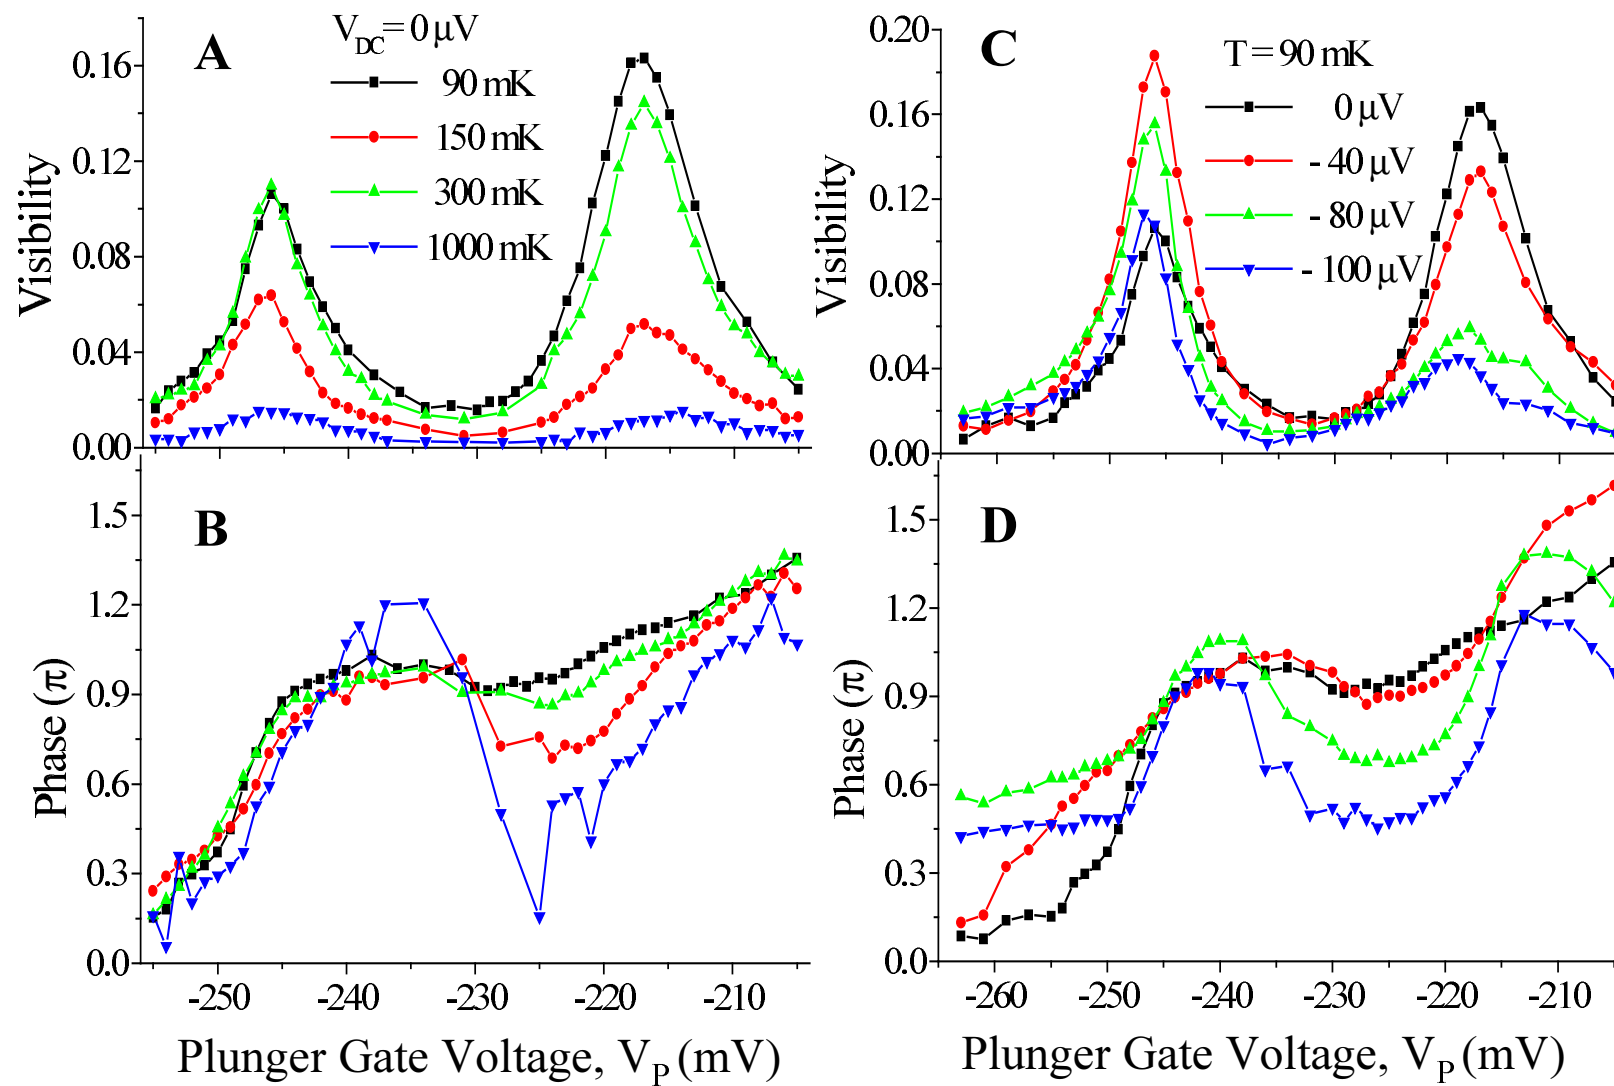 A
V_DC = 0 μV
90 mK
150 mK
300 mK
1000 mK
Visibility
0.16
0.12
0.08
0.04
0.00
C
T = 90 mK
0 μV
- 40 μV
- 80 μV
- 100 μV
Visibility
0.20
0.16
0.12
0.08
0.04
0.00
B
Phase (π)
1.5
1.2
0.9
0.6
0.3
0.0
-250 -240 -230 -220 -210
Plunger Gate Voltage, V_P (mV)
D
Phase (π)
1.5
1.2
0.9
0.6
0.3
0.0
-260 -250 -240 -230 -220 -210
Plunger Gate Voltage, V_P (mV)